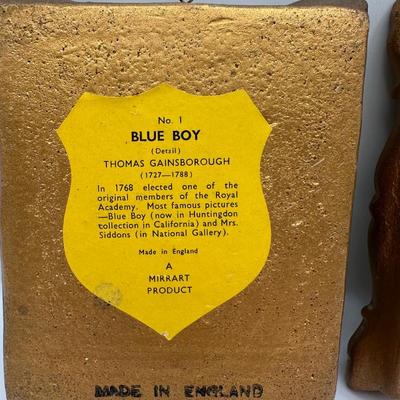 No. 1
BLUE BOY
(Detail)
THOMAS GAINSBOROUGH
(1727—1788)
In 1768 elected one of the
original members of the Royal
Academy. Most famous pictures
—Blue Boy (now in Huntingdon
collection in California) and Mrs.
Siddons (in National Gallery).
Made in England
A
MIRRART
PRODUCT
MADE IN ENGLAND